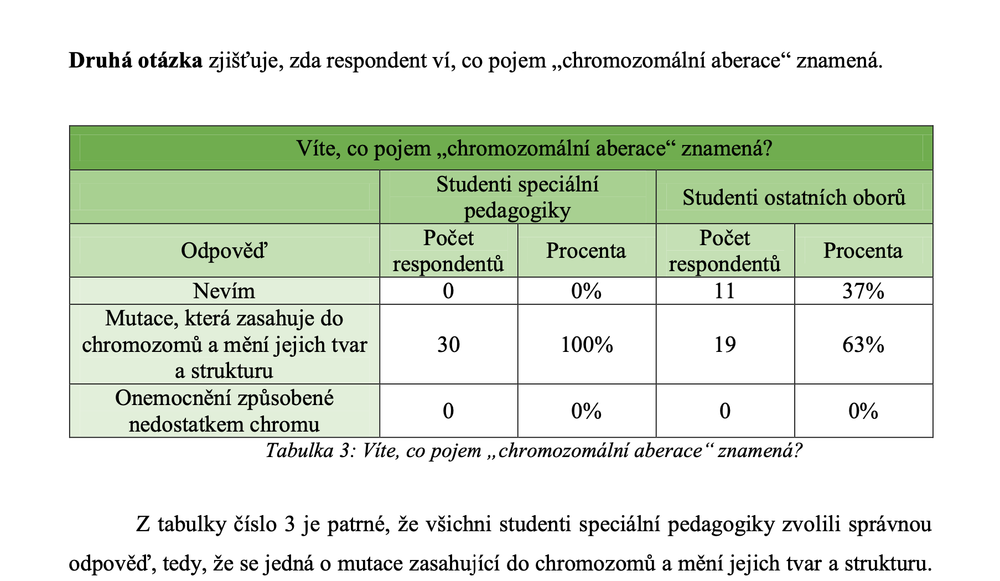 Druhá otázka zjišťuje, zda respondent ví, co pojem „chromozomální aberace“ znamená.
Víte, co pojem „chromozomální aberace“ znamená?
Studenti speciální
pedagogiky
Studenti ostatních oborů
Odpověď
Počet
respondentů
Procenta
Počet
respondentů
Procenta
Nevím
0
0%
11
37%
Mutace, která zasahuje do
chromozomů a mění jejich tvar
a strukturu
30
100%
19
63%
Onemocnění způsobené
nedostatkem chromu
0
0%
0
0%
Tabulka 3: Víte, co pojem „chromozomální aberace“ znamená?
Z tabulky číslo 3 je patrné, že všichni studenti speciální pedagogiky zvolili správnou
odpověď, tedy, že se jedná o mutace zasahující do chromozomů a mění jejich tvar a strukturu.